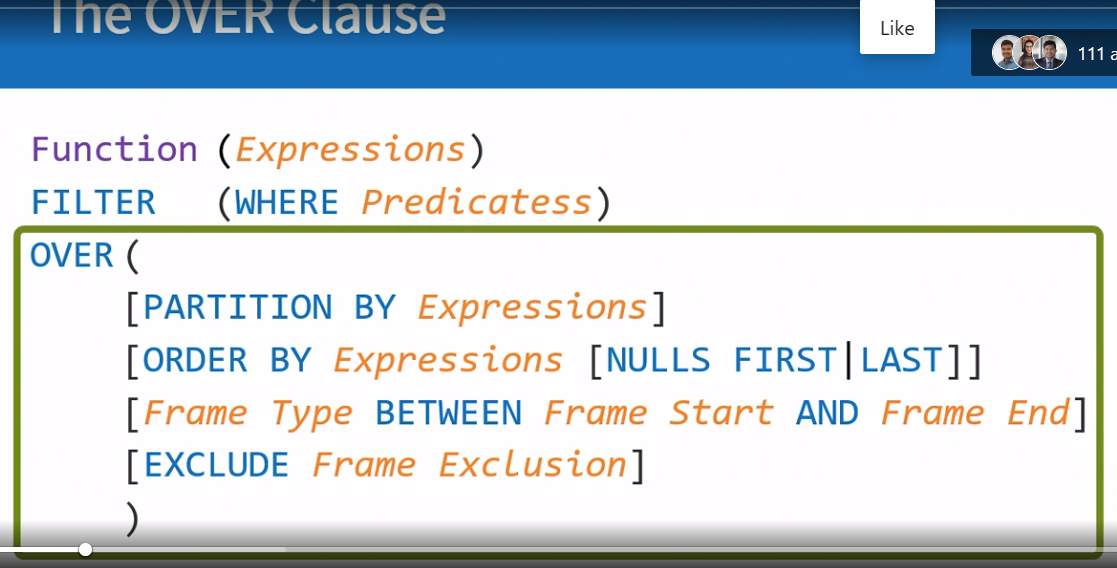 The OVER Clause
Like
111 a
Function (Expressions)
FILTER (WHERE Predicatess)
OVER (
[PARTITION BY Expressions]
[ORDER BY Expressions [NULLS FIRST|LAST]]
[Frame Type BETWEEN Frame Start AND Frame End]
[EXCLUDE Frame Exclusion]
)